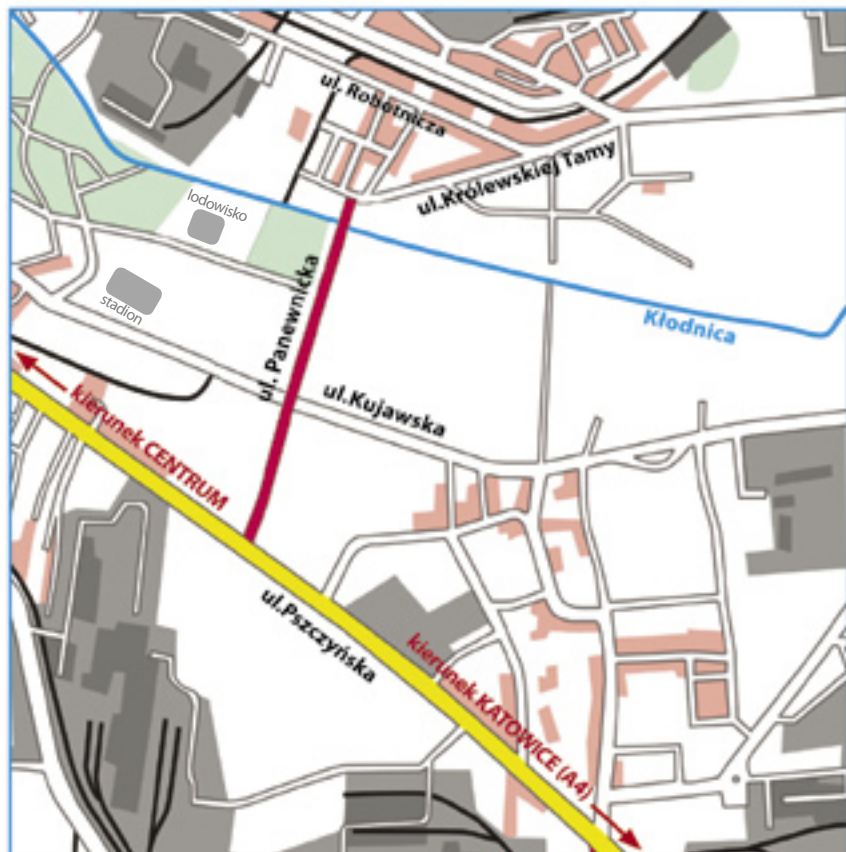 ul. Robotnicza
ul.Królewskiej Tamy
lodowisko
ul. Panewnicka
stadion
Kłodnica
ul.Kujawska
kierunek CENTRUM
ul.Pszczyńska
kierunek KATOWICE (A4)